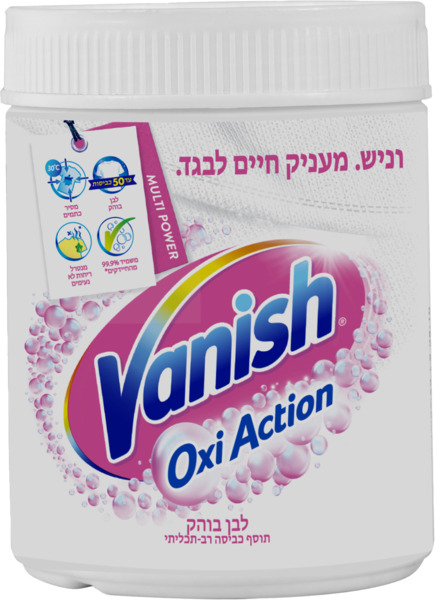 וניש. מעניק חיים לבגד.
MULTI POWER
30°C
מסיר
כתמים
עד 50 כביסות
לבן
בוהק
מנטרל
ריחות לא
נעימים
משמיד 99.9%
מהחיידקים*
Vanish®
Oxi Action
לבן בוהק
תוסף כביסה רב-תכליתי